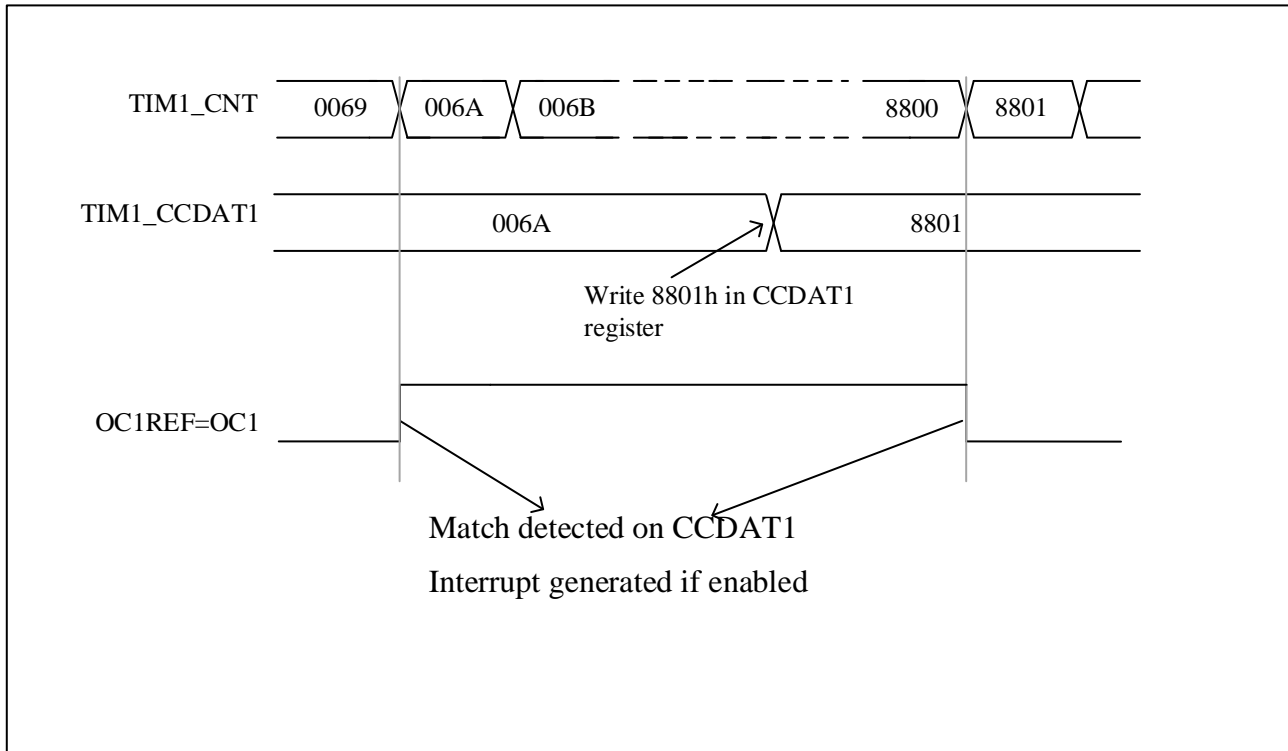 TIM1_CNT
0069
006A
006B
8800
8801
TIM1_CCDAT1
006A
8801
Write 8801h in CCDAT1
register
OC1REF=OC1
Match detected on CCDAT1
Interrupt generated if enabled